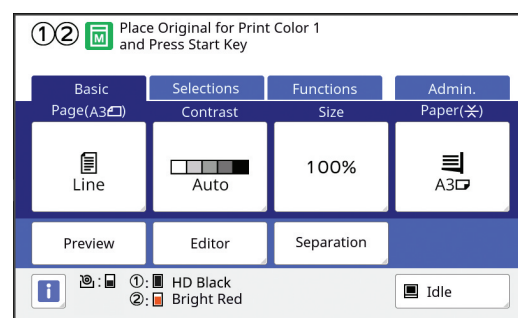 ①② M Place Original for Print Color 1
and Press Start Key
Basic Selections Functions Admin.
Page(A3) Contrast Size Paper(
Line Auto 100% A3
Preview Editor Separation
i : ①: HD Black
②: Bright Red
Idle